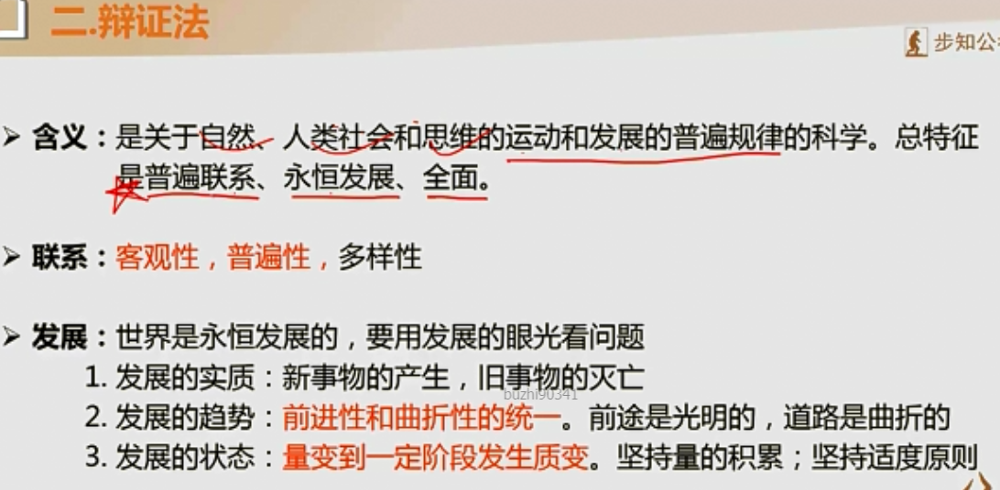 二.辩证法
步知公
含义：是关于自然、人类社会和思维的运动和发展的普遍规律的科学。总特征
是普遍联系、永恒发展、全面。
联系：客观性，普遍性，多样性
发展：世界是永恒发展的，要用发展的眼光看问题
1. 发展的实质：新事物的产生，旧事物的灭亡
buzhi90341
2. 发展的趋势：前进性和曲折性的统一。前途是光明的，道路是曲折的
3. 发展的状态：量变到一定阶段发生质变。坚持量的积累；坚持适度原则